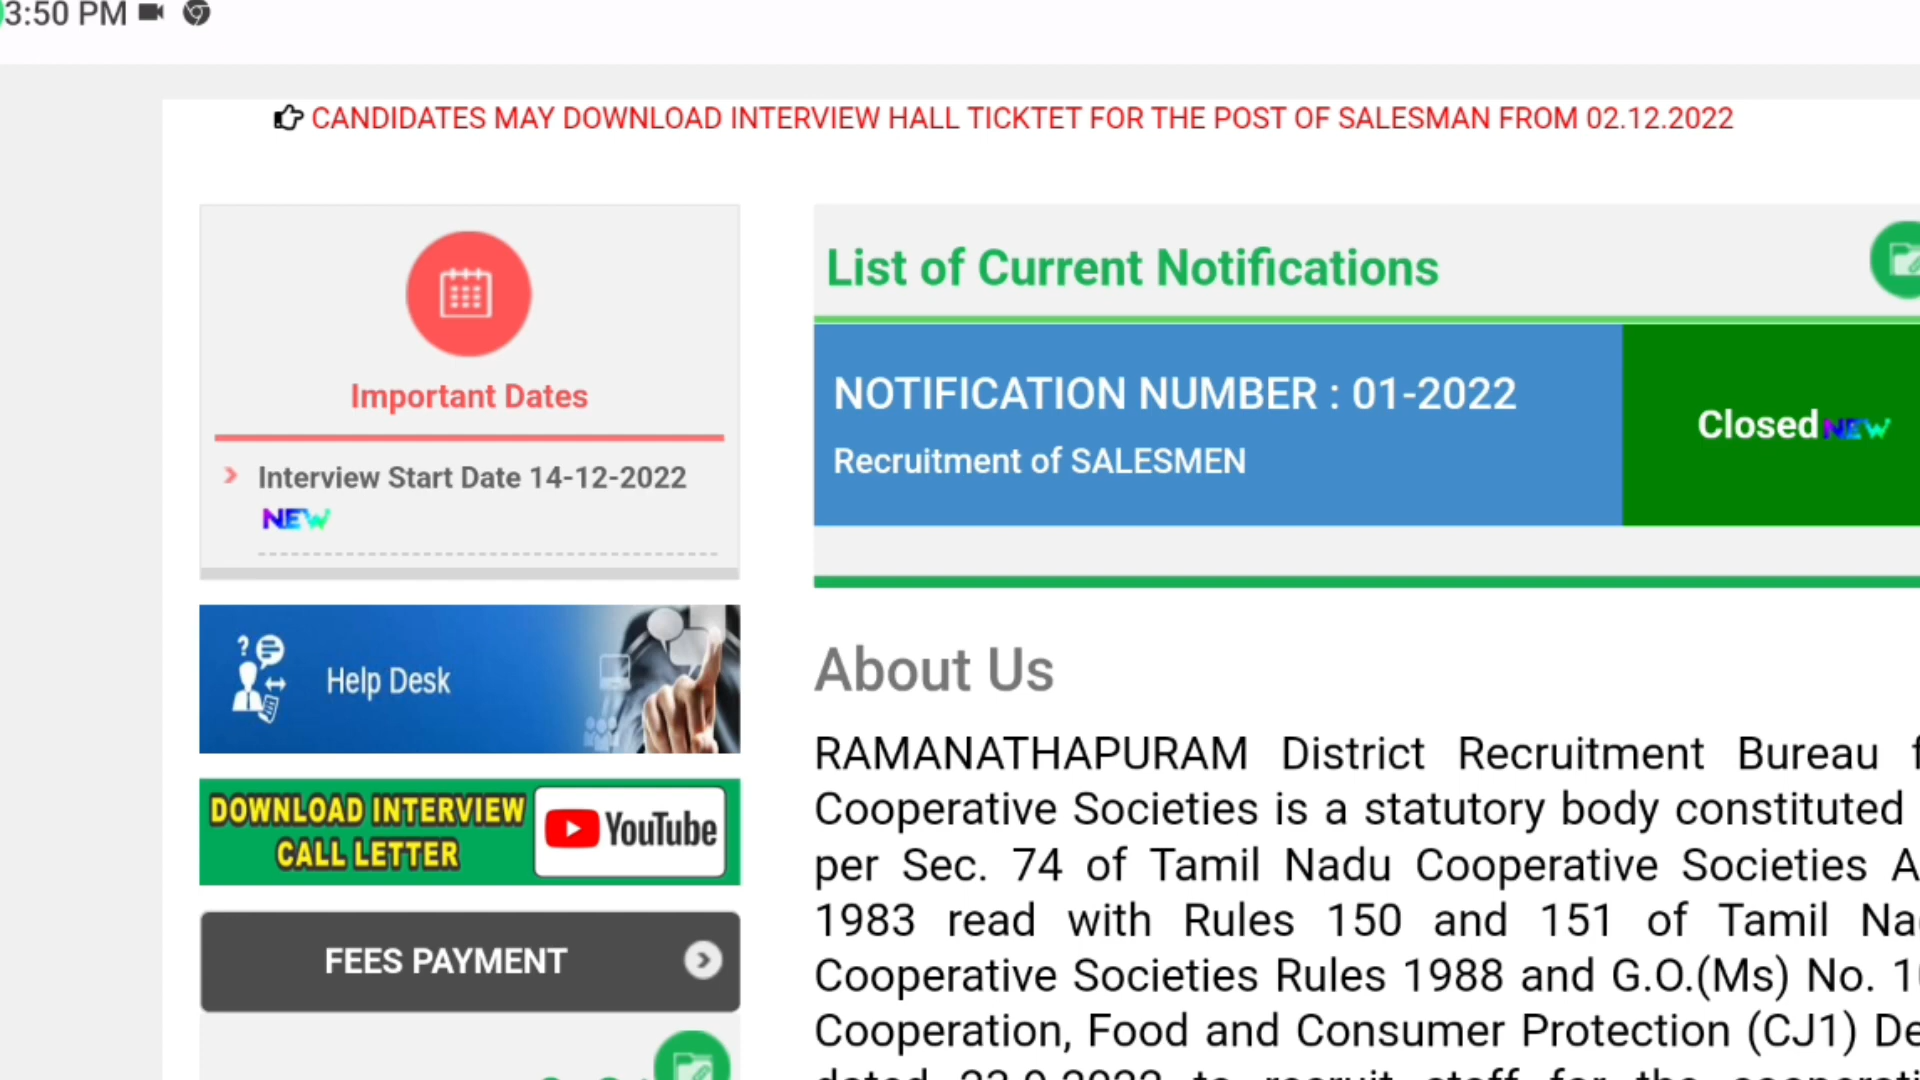 3:50 PM
CANDIDATES MAY DOWNLOAD INTERVIEW HALL TICKTET FOR THE POST OF SALESMAN FROM 02.12.2022
Important Dates
Interview Start Date 14-12-2022
NEW
Help Desk
DOWNLOAD INTERVIEW
CALL LETTER
YouTube
FEES PAYMENT
List of Current Notifications
NOTIFICATION NUMBER : 01-2022
Recruitment of SALESMEN
Closed NEW
About Us
RAMANATHAPURAM District Recruitment Bureau
Cooperative Societies is a statutory body constituted
per Sec. 74 of Tamil Nadu Cooperative Societies
1983 read with Rules 150 and 151 of Tamil
Cooperative Societies Rules 1988 and G.O.(Ms) No.
Cooperation, Food and Consumer Protection (CJ1)